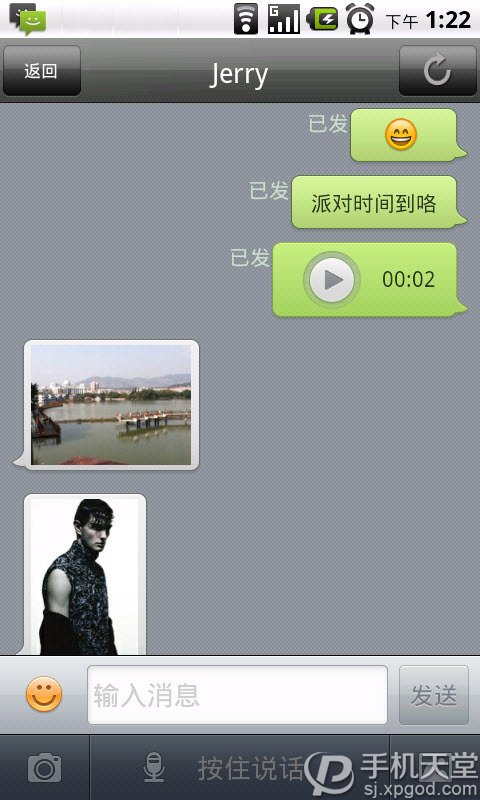 下午 1:22
返回
Jerry
已发
已发 派对时间到咯
已发 00:02
输入消息
发送
按住说话
手机天堂
sj.xpgod.com